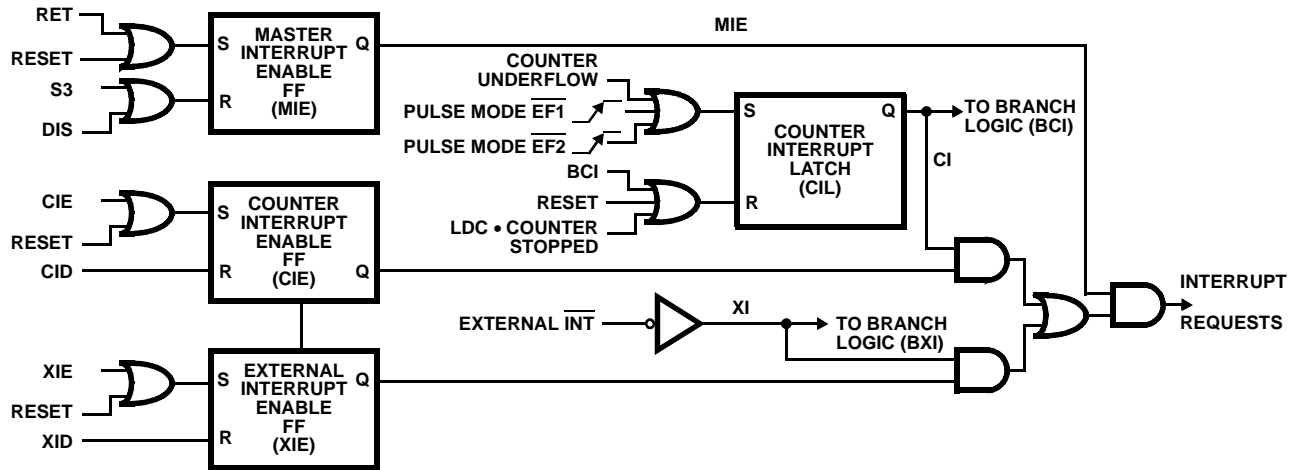 RET
RESET
S3
DIS
S
R
Q
MASTER
INTERRUPT
ENABLE
FF
(MIE)
MIE
COUNTER
UNDERFLOW
PULSE MODE EF1
PULSE MODE EF2
BCI
RESET
LDC • COUNTER
STOPPED
S
R
Q
COUNTER
INTERRUPT
LATCH
(CIL)
TO BRANCH
LOGIC (BCI)
CI
CIE
RESET
CID
S
R
Q
COUNTER
INTERRUPT
ENABLE
FF
(CIE)
EXTERNAL INT
XI
TO BRANCH
LOGIC (BXI)
INTERRUPT
REQUESTS
XIE
RESET
XID
S
R
Q
EXTERNAL
INTERRUPT
ENABLE
FF
(XIE)